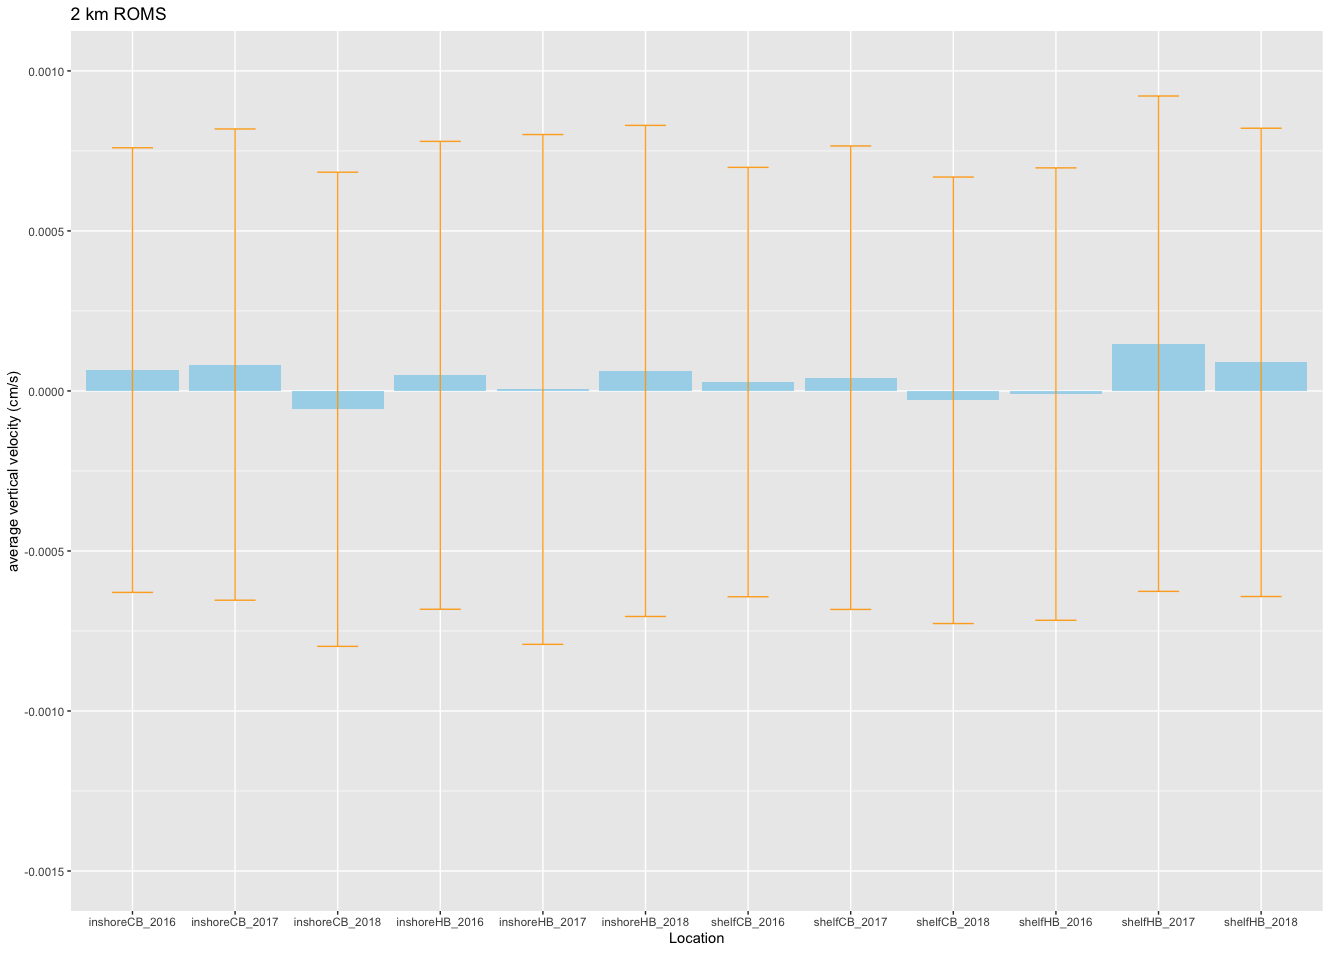 2 km ROMS
average vertical velocity (cm/s)
0.0010
0.0005
0.0000
-0.0005
-0.0010
-0.0015
inshoreCB_2016 inshoreCB_2017 inshoreCB_2018 inshoreHB_2016 inshoreHB_2017 inshoreHB_2018 shelfCB_2016 shelfCB_2017 shelfCB_2018 shelfHB_2016 shelfHB_2017 shelfHB_2018
Location